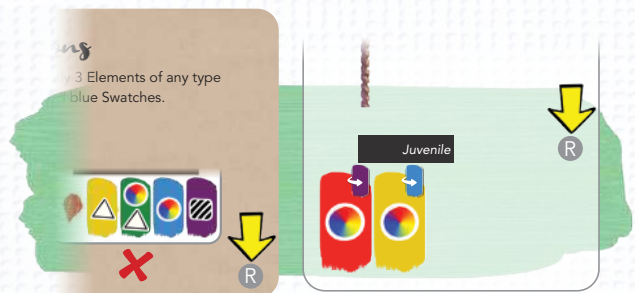 3 Elements of any type
blue Swatches.
R
Juvenile
R